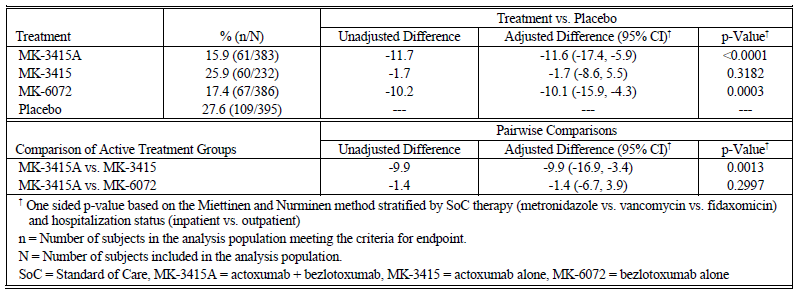 Treatment vs. Placebo
Treatment % (n/N) Unadjusted Difference Adjusted Difference (95% CI)† p-Value†
MK-3415A 15.9 (61/383) -11.7 -11.6 (-17.4, -5.9) <0.0001
MK-3415 25.9 (60/232) -1.7 -1.7 (-8.6, 5.5) 0.3182
MK-6072 17.4 (67/386) -10.2 -10.1 (-15.9, -4.3) 0.0003
Placebo 27.6 (109/395) --- --- ---
Pairwise Comparisons
Comparison of Active Treatment Groups Unadjusted Difference Adjusted Difference (95% CI)† p-Value†
MK-3415A vs. MK-3415 -9.9 -9.9 (-16.9, -3.4) 0.0013
MK-3415A vs. MK-6072 -1.4 -1.4 (-6.7, 3.9) 0.2997
† One sided p-value based on the Miettinen and Nurminen method stratified by SoC therapy (metronidazole vs. vancomycin vs. fidaxomicin)
and hospitalization status (inpatient vs. outpatient)
n = Number of subjects in the analysis population meeting the criteria for endpoint.
N = Number of subjects included in the analysis population.
SoC = Standard of Care, MK-3415A = actoxumab + bezlotoxumab, MK-3415 = actoxumab alone, MK-6072 = bezlotoxumab alone